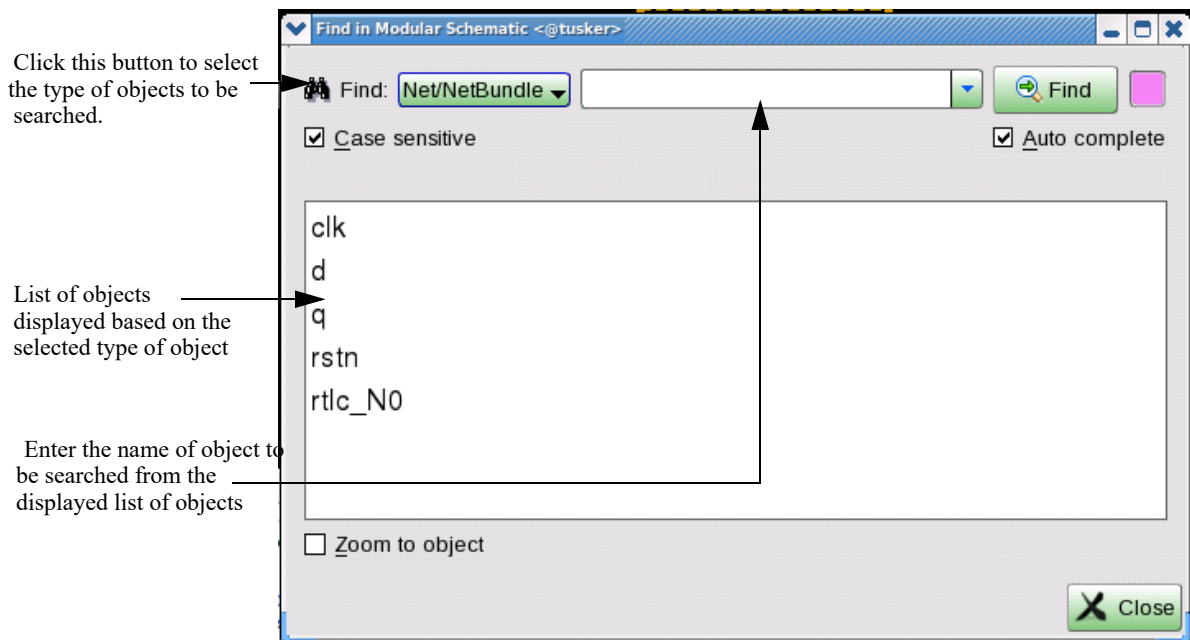 Find in Modular Schematic <@tusker>
Click this button to select
the type of objects to be
searched.
Find: Net/NetBundle Find
Case sensitive Auto complete
clk
d
q
rstn
rtlc_N0
List of objects
displayed based on the
selected type of object
Enter the name of object to
be searched from the
displayed list of objects
Zoom to object
Close